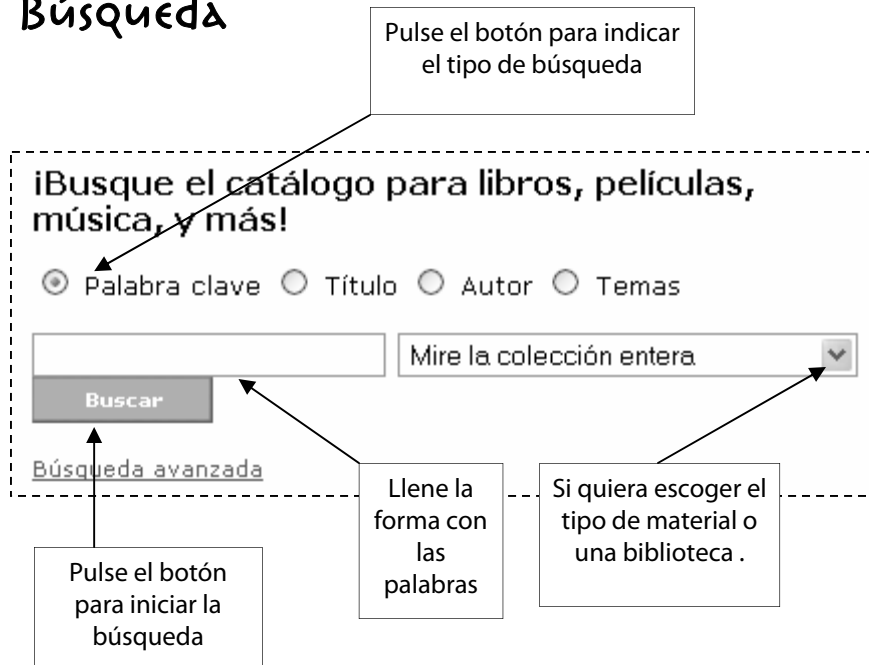 Búsqueda
Pulse el botón para indicar
el tipo de búsqueda
¡Busque el catálogo para libros, películas,
música, y más!
Palabra clave Título Autor Temas
Mire la colección entera
Buscar
Búsqueda avanzada
Llene la
forma con
las
palabras
Si quiera escoger el
tipo de material o
una biblioteca .
Pulse el botón
para iniciar la
búsqueda